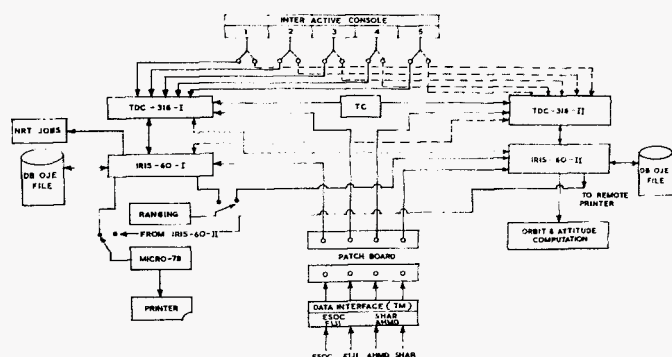 INTER ACTIVE CONSOLE
1 2 3 4 5
TDC-316-I
TC
TDC-316-II
NRT JOBS
IRIS-60-I
IRIS-60-II
DB OJE
FILE
DB OJE
FILE
TO REMOTE
PRINTER
RANGING
FROM IRIS-60-II
ORBIT & ATTITUDE
COMPUTATION
MICRO-78
PATCH BOARD
PRINTER
DATA INTERFACE (TM)
ESOC SHAR
FIJI AHMD
ESOC FIJI AHMD SHAR